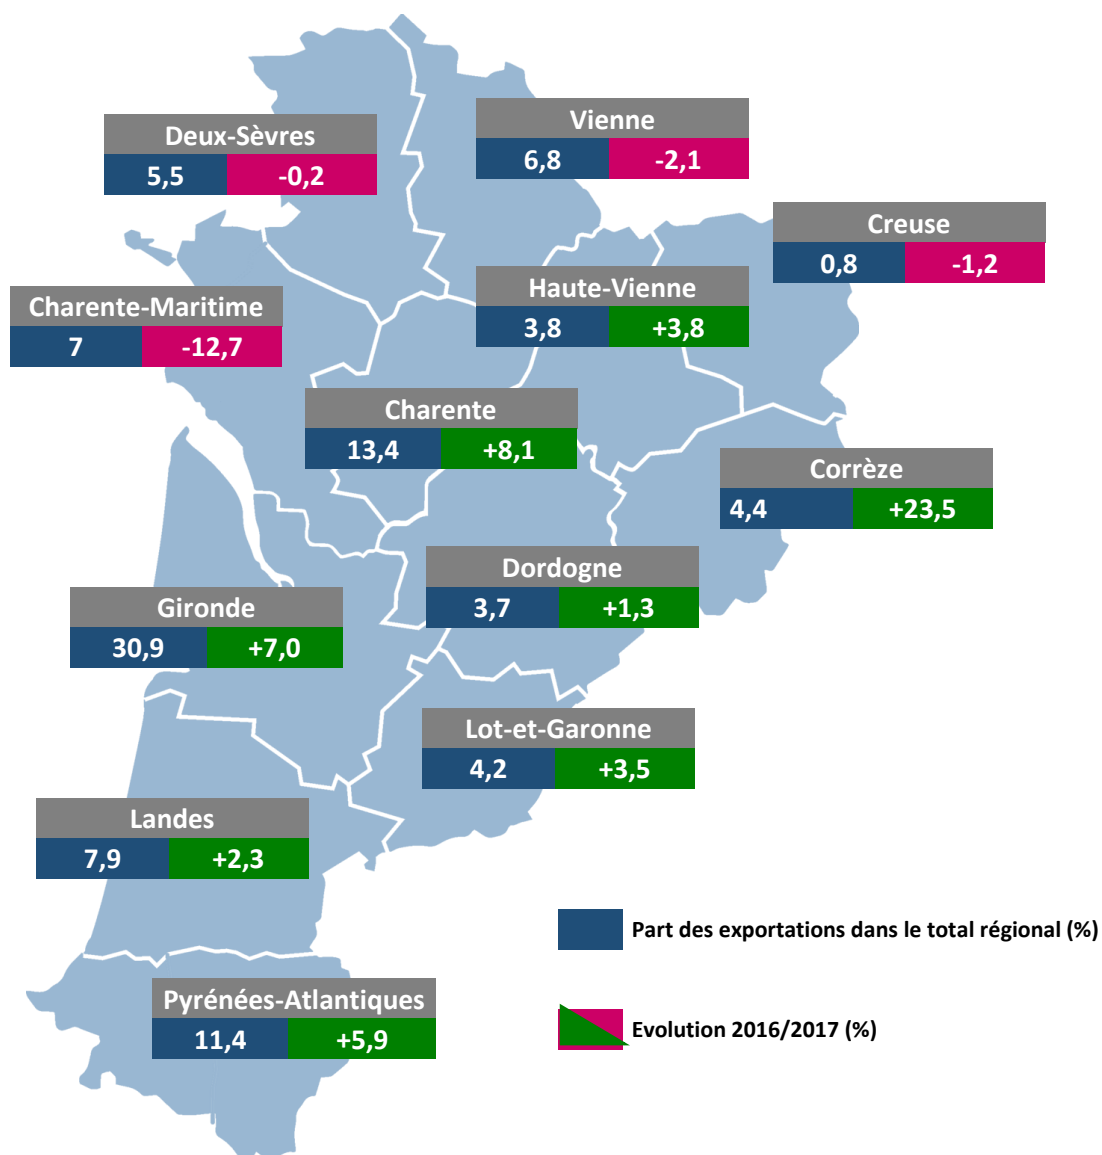 Deux-Sèvres
5,5 -0,2
Vienne
6,8 -2,1
Creuse
0,8 -1,2
Charente-Maritime
7 -12,7
Haute-Vienne
3,8 +3,8
Charente
13,4 +8,1
Corrèze
4,4 +23,5
Dordogne
3,7 +1,3
Gironde
30,9 +7,0
Lot-et-Garonne
4,2 +3,5
Landes
7,9 +2,3
Part des exportations dans le total régional (%)
Pyrénées-Atlantiques
11,4 +5,9
Evolution 2016/2017 (%)